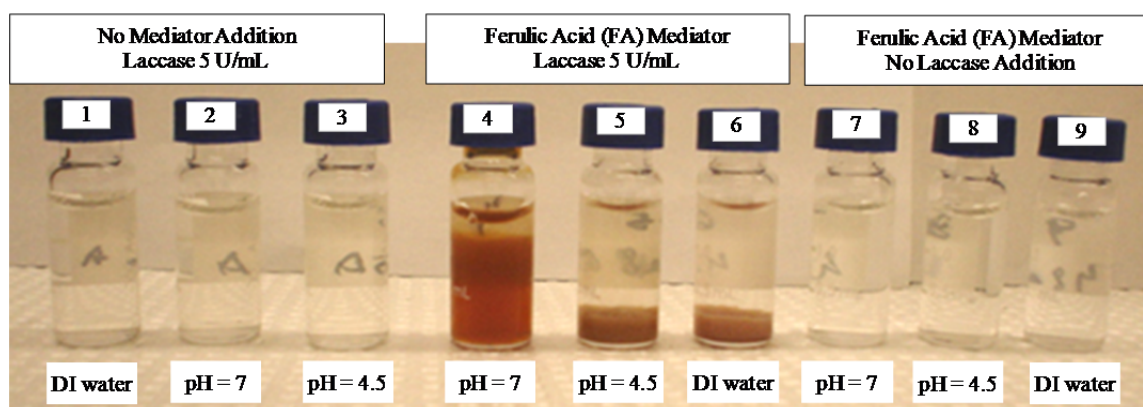 No Mediator Addition
Laccase 5 U/mL
Ferulic Acid (FA) Mediator
Laccase 5 U/mL
Ferulic Acid (FA) Mediator
No Laccase Addition
1
2
3
4
5
6
7
8
9
DI water
pH = 7
pH = 4.5
pH = 7
pH = 4.5
DI water
pH = 7
pH = 4.5
DI water